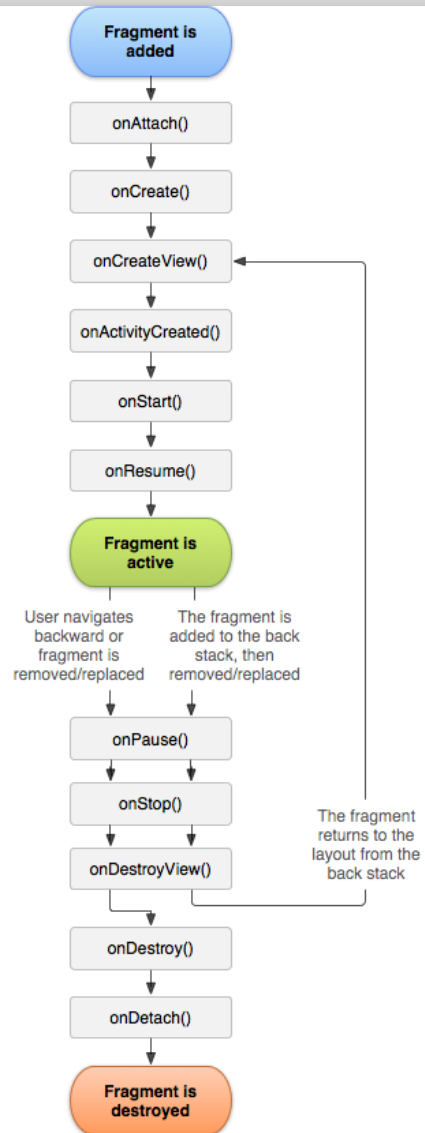 Fragment is
added
onAttach()
onCreate()
onCreateView()
onActivityCreated()
onStart()
onResume()
Fragment is
active
User navigates
backward or
fragment is
removed/replaced
The fragment is
added to the back
stack, then
removed/replaced
onPause()
onStop()
onDestroyView()
The fragment
returns to the
layout from the
back stack
onDestroy()
onDetach()
Fragment is
destroyed